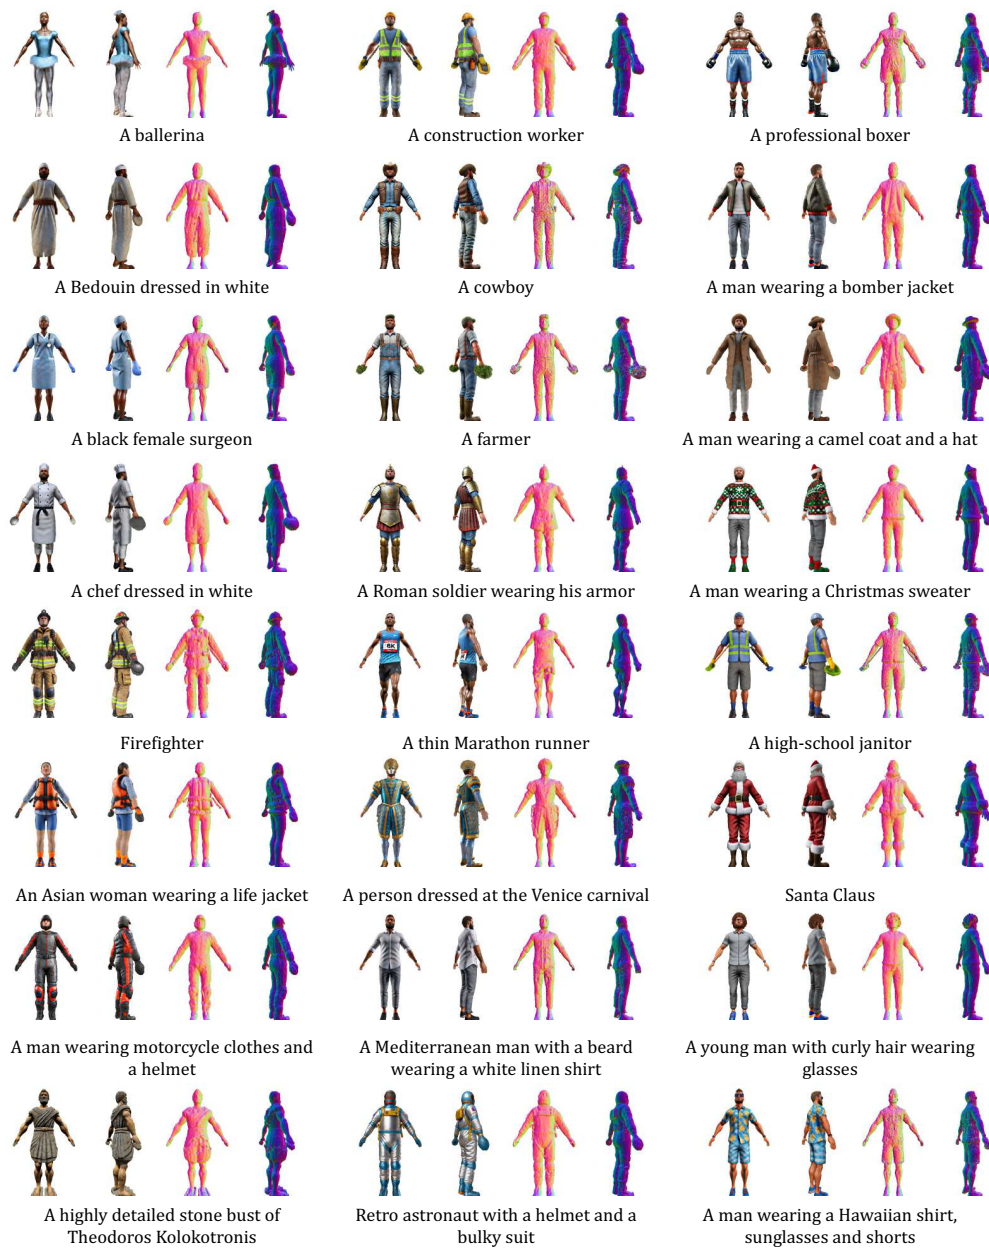 A ballerina
A construction worker
A professional boxer
A Bedouin dressed in white
A cowboy
A man wearing a bomber jacket
A black female surgeon
A farmer
A man wearing a camel coat and a hat
A chef dressed in white
A Roman soldier wearing his armor
A man wearing a Christmas sweater
Firefighter
A thin Marathon runner
A high-school janitor
An Asian woman wearing a life jacket
A person dressed at the Venice carnival
Santa Claus
A man wearing motorcycle clothes and
a helmet
A Mediterranean man with a beard
wearing a white linen shirt
A young man with curly hair wearing
glasses
A highly detailed stone bust of
Theodoros Kolokotronis
Retro astronaut with a helmet and a
bulky suit
A man wearing a Hawaiian shirt,
sunglasses and shorts